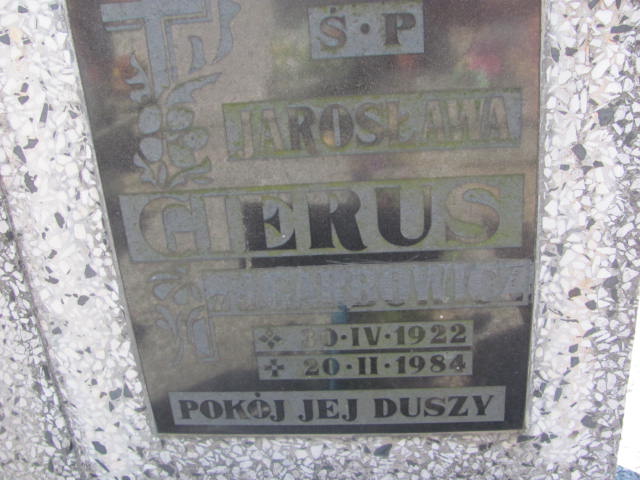 Ś·P
JAROSŁAWA
GIERUS
30·IV·1922
20·II·1984
POKÓJ JEJ DUSZY